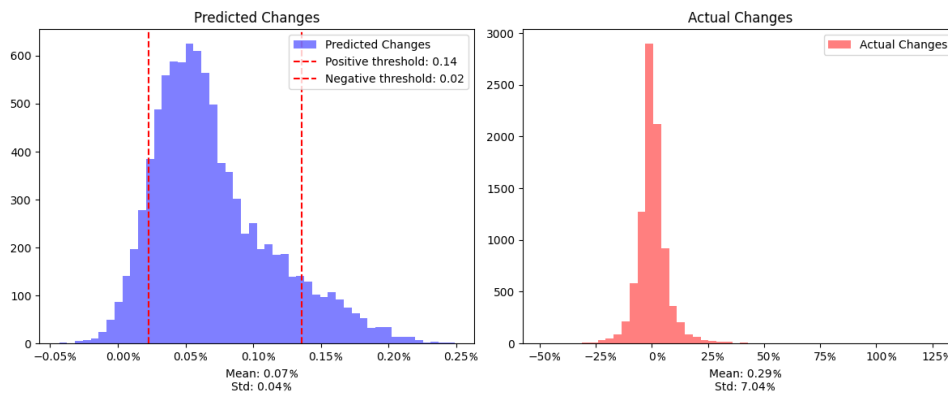 Predicted Changes
Predicted Changes
Positive threshold: 0.14
Negative threshold: 0.02
600
500
400
300
200
100
0
−0.05% 0.00% 0.05% 0.10% 0.15% 0.20% 0.25%
Mean: 0.07%
Std: 0.04%
Actual Changes
Actual Changes
3000
2500
2000
1500
1000
500
0
−50% −25% 0% 25% 50% 75% 100% 125%
Mean: 0.29%
Std: 7.04%